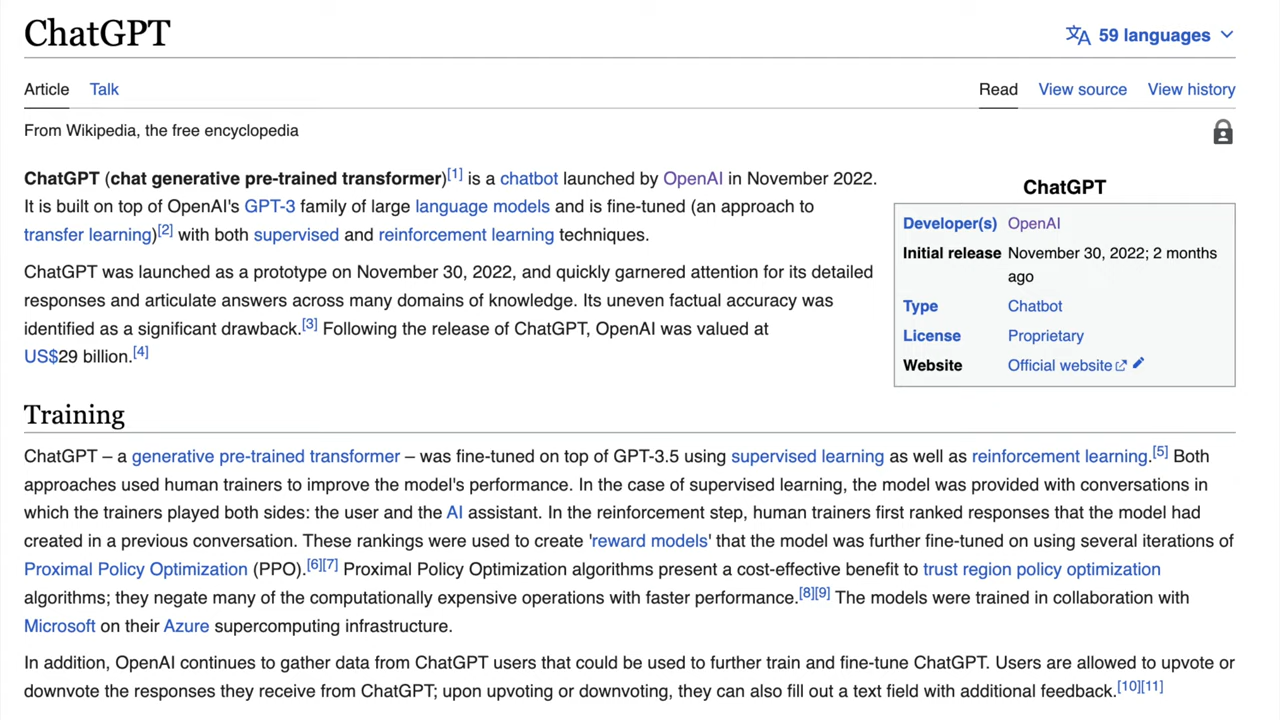 ChatGPT
59 languages
Article Talk
Read View source View history
From Wikipedia, the free encyclopedia
ChatGPT (chat generative pre-trained transformer)[1] is a chatbot launched by OpenAI in November 2022.
It is built on top of OpenAI's GPT-3 family of large language models and is fine-tuned (an approach to
transfer learning)[2] with both supervised and reinforcement learning techniques.
ChatGPT was launched as a prototype on November 30, 2022, and quickly garnered attention for its detailed
responses and articulate answers across many domains of knowledge. Its uneven factual accuracy was
identified as a significant drawback.[3] Following the release of ChatGPT, OpenAI was valued at
US$29 billion.[4]
ChatGPT
Developer(s) OpenAI
Initial release November 30, 2022; 2 months
ago
Type Chatbot
License Proprietary
Website Official website
Training
ChatGPT – a generative pre-trained transformer – was fine-tuned on top of GPT-3.5 using supervised learning as well as reinforcement learning.[5] Both
approaches used human trainers to improve the model's performance. In the case of supervised learning, the model was provided with conversations in
which the trainers played both sides: the user and the AI assistant. In the reinforcement step, human trainers first ranked responses that the model had
created in a previous conversation. These rankings were used to create 'reward models' that the model was further fine-tuned on using several iterations of
Proximal Policy Optimization (PPO).[6][7] Proximal Policy Optimization algorithms present a cost-effective benefit to trust region policy optimization
algorithms; they negate many of the computationally expensive operations with faster performance.[8][9] The models were trained in collaboration with
Microsoft on their Azure supercomputing infrastructure.
In addition, OpenAI continues to gather data from ChatGPT users that could be used to further train and fine-tune ChatGPT. Users are allowed to upvote or
downvote the responses they receive from ChatGPT; upon upvoting or downvoting, they can also fill out a text field with additional feedback.[10][11]